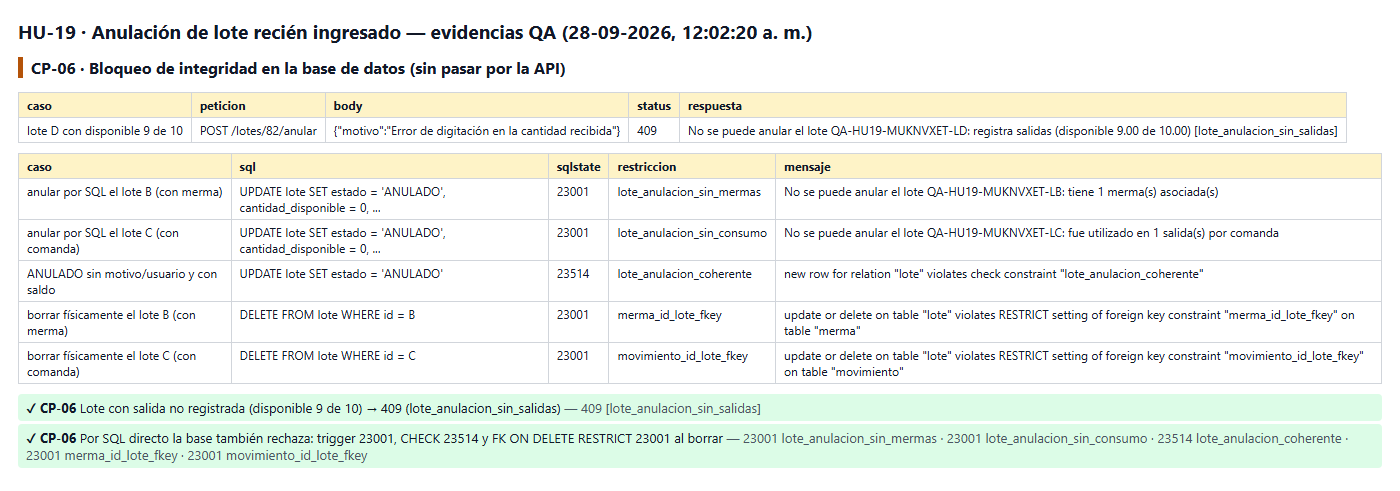 HU-19 · Anulación de lote recién ingresado — evidencias QA (28-09-2026, 12:02:20 a. m.)
CP-06 · Bloqueo de integridad en la base de datos (sin pasar por la API)
caso peticion body status respuesta
lote D con disponible 9 de 10 POST /lotes/82/anular {"motivo":"Error de digitación en la cantidad recibida"} 409 No se puede anular el lote QA-HU19-MUKNVXET-LD: registra salidas (disponible 9.00 de 10.00) [lote_anulacion_sin_salidas]
caso sql sqlstate restriccion mensaje
anular por SQL el lote B (con merma) UPDATE lote SET estado = 'ANULADO', 23001 lote_anulacion_sin_mermas No se puede anular el lote QA-HU19-MUKNVXET-LB: tiene 1 merma(s) asociada(s)
cantidad_disponible = 0, ...
anular por SQL el lote C (con UPDATE lote SET estado = 'ANULADO', 23001 lote_anulacion_sin_consumo No se puede anular el lote QA-HU19-MUKNVXET-LC: fue utilizado en 1 salida(s) por comanda
comanda) cantidad_disponible = 0, ...
ANULADO sin motivo/usuario y con UPDATE lote SET estado = 'ANULADO' 23514 lote_anulacion_coherente new row for relation "lote" violates check constraint "lote_anulacion_coherente"
saldo
borrar físicamente el lote B (con DELETE FROM lote WHERE id = B 23001 merma_id_lote_fkey update or delete on table "lote" violates RESTRICT setting of foreign key constraint "merma_id_lote_fkey" on
merma) table "merma"
borrar físicamente el lote C (con DELETE FROM lote WHERE id = C 23001 movimiento_id_lote_fkey update or delete on table "lote" violates RESTRICT setting of foreign key constraint "movimiento_id_lote_fkey"
comanda) on table "movimiento"
✓ CP-06 Lote con salida no registrada (disponible 9 de 10) → 409 (lote_anulacion_sin_salidas) — 409 [lote_anulacion_sin_salidas]
✓ CP-06 Por SQL directo la base también rechaza: trigger 23001, CHECK 23514 y FK ON DELETE RESTRICT 23001 al borrar — 23001 lote_anulacion_sin_mermas · 23001 lote_anulacion_sin_consumo · 23514 lote_anulacion_coherente ·
23001 merma_id_lote_fkey · 23001 movimiento_id_lote_fkey